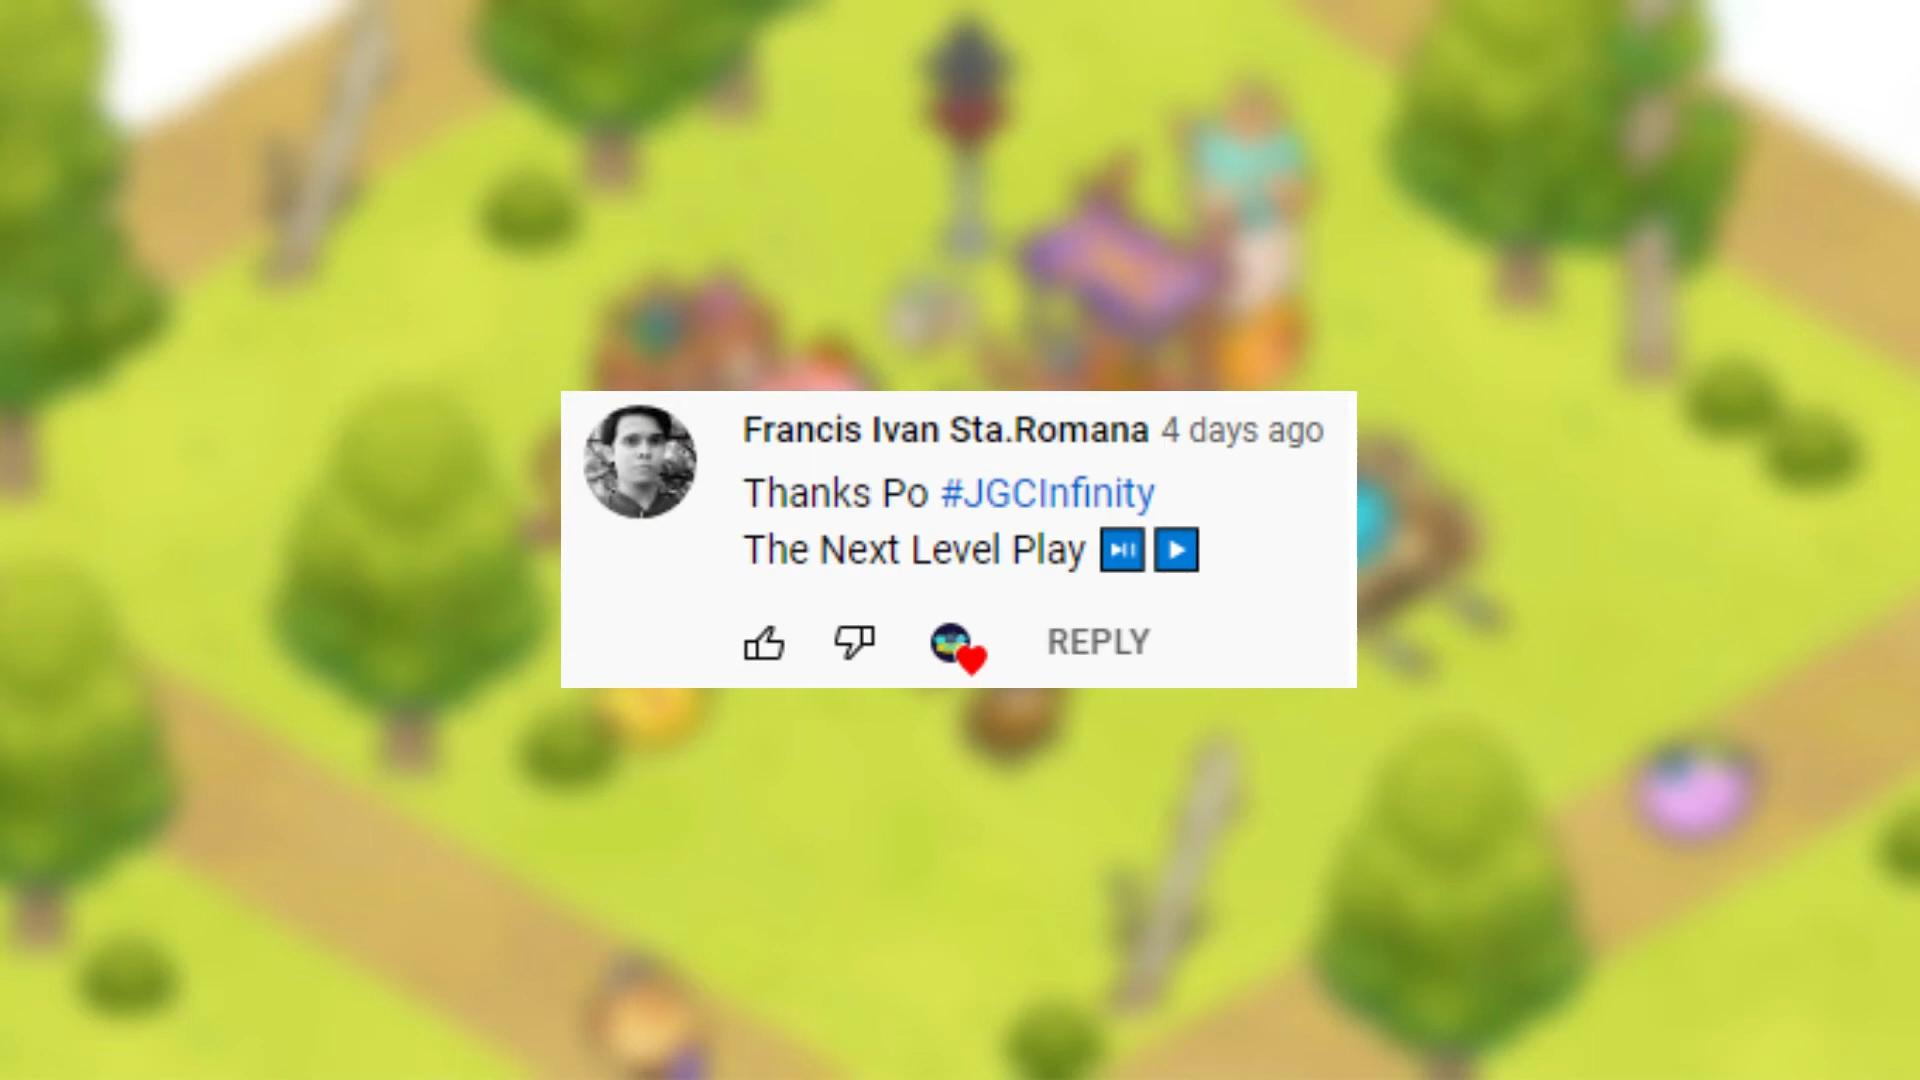 Francis Ivan Sta.Romana 4 days ago
Thanks Po #JGCInfinity
The Next Level Play ⏯️▶️
REPLY